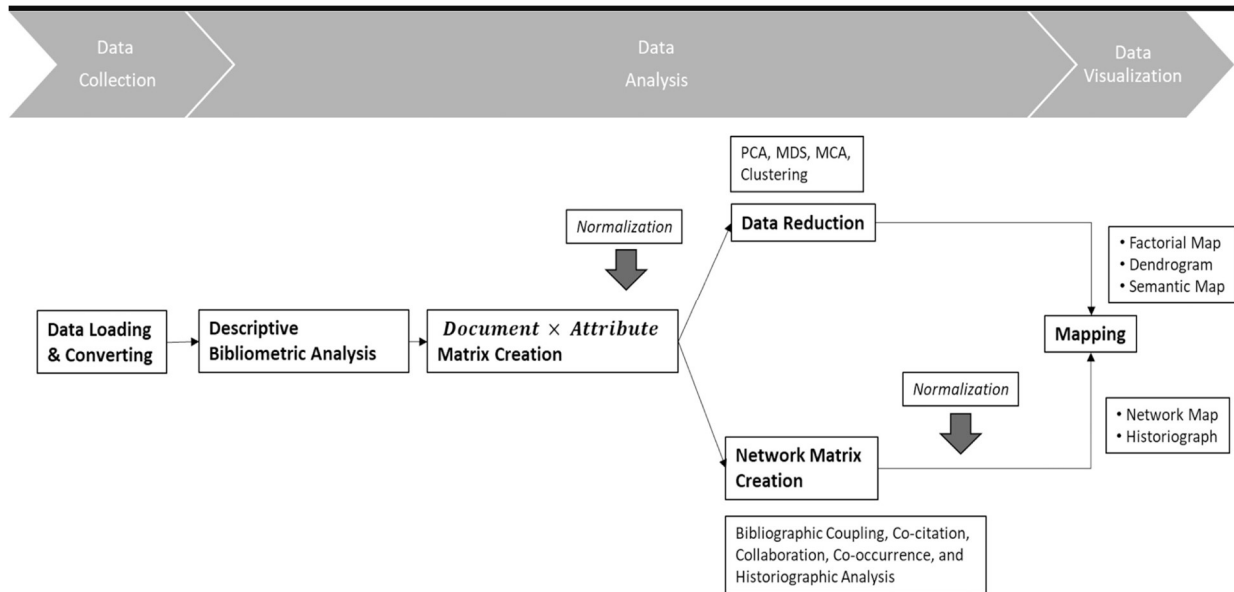 Data
Collection
Data
Analysis
Data
Visualization
PCA, MDS, MCA,
Clustering
Normalization
Data Reduction
• Factorial Map
• Dendrogram
• Semantic Map
Data Loading
& Converting
Descriptive
Bibliometric Analysis
Document × Attribute
Matrix Creation
Mapping
Normalization
• Network Map
• Historiograph
Network Matrix
Creation
Bibliographic Coupling, Co-citation,
Collaboration, Co-occurrence, and
Historiographic Analysis